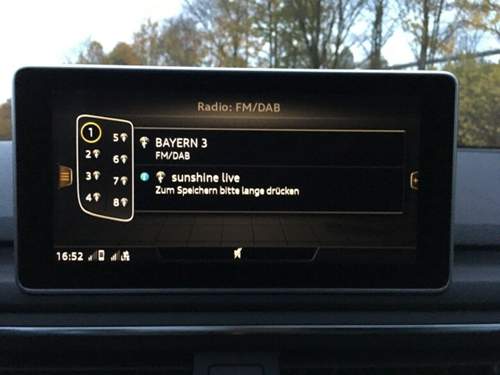 Radio: FM/DAB
1
2
3
4
5
6
7
8
BAYERN 3
FM/DAB
sunshine live
Zum Speichern bitte lange drücken
16:52